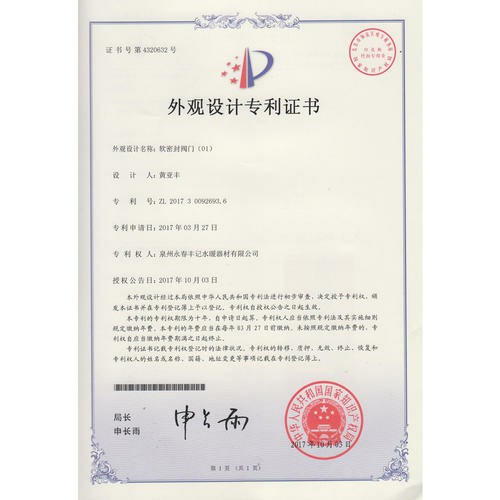 证书号第4320632号
外观设计专利证书
外观设计名称：软密封阀门（01）
设计人：黄亚丰
专利号：ZL 2017 3 0092693.6
专利申请日：2017年03月27日
专利权人：泉州永春丰记水暖器材有限公司
授权公告日：2017年10月03日
本外观设计经过本局依照中华人民共和国专利法进行初步审查，决定授予专利权，颁
发本证书并在专利登记簿上予以登记。专利权自授权公告之日起生效。
本专利的专利权期限为十年，自申请日起算。专利权人应当依照专利法及其实施细则
规定缴纳年费。本专利的年费应当在每年03月27日前缴纳。未按照规定缴纳年费的，专
利权自应当缴纳年费期满之日起终止。
专利证书记载专利权登记时的法律状况。专利权的转移、质押、无效、终止、恢复和
专利权人的姓名或名称、国籍、地址变更等事项记载在专利登记簿上。
局长
申长雨
申长雨
中华人民共和国国家知识产权局
2017年10月03日
第1页（共1页）